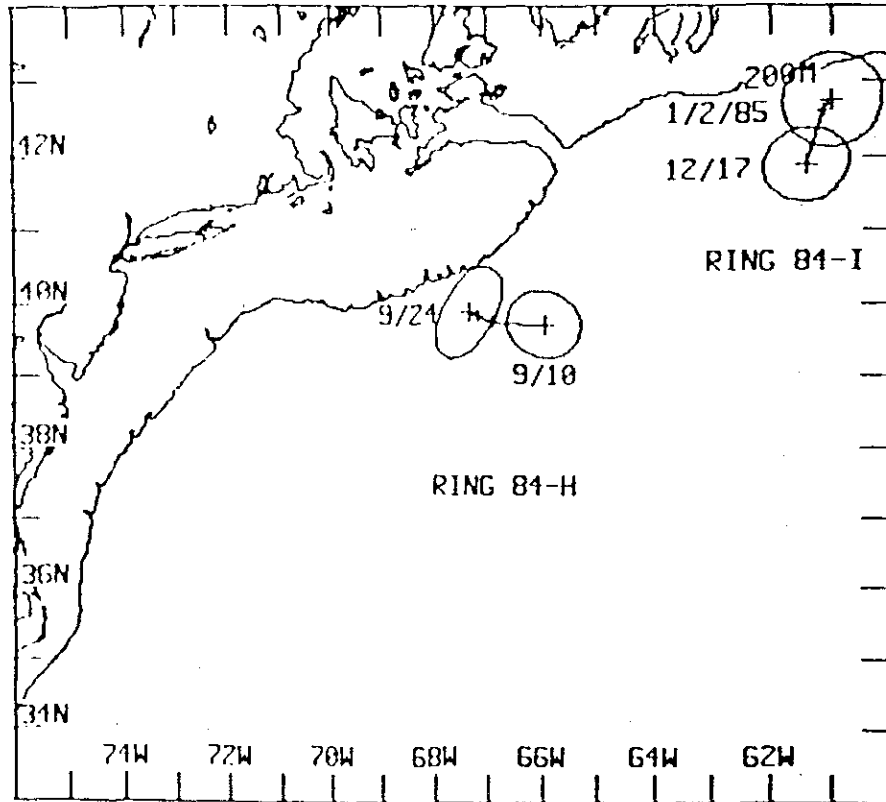 200M
1/2/85
42N
12/17
RING 84-I
40N
9/24
9/10
38N
RING 84-H
36N
34N
74W 72W 70W 68W 66W 64W 62W